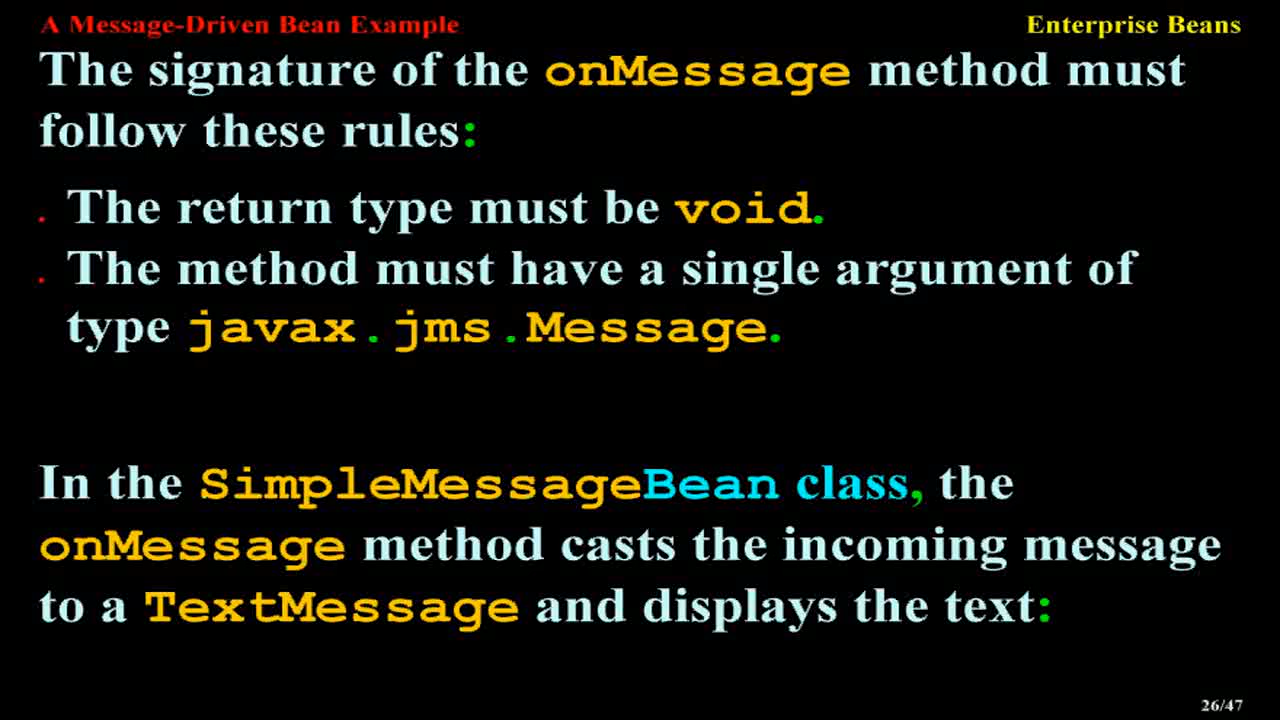 A Message-Driven Bean Example
Enterprise Beans
The signature of the onMessage method must
follow these rules:
. The return type must be void.
. The method must have a single argument of
type javax.jms.Message.
In the SimpleMessageBean class, the
onMessage method casts the incoming message
to a TextMessage and displays the text:
26/47